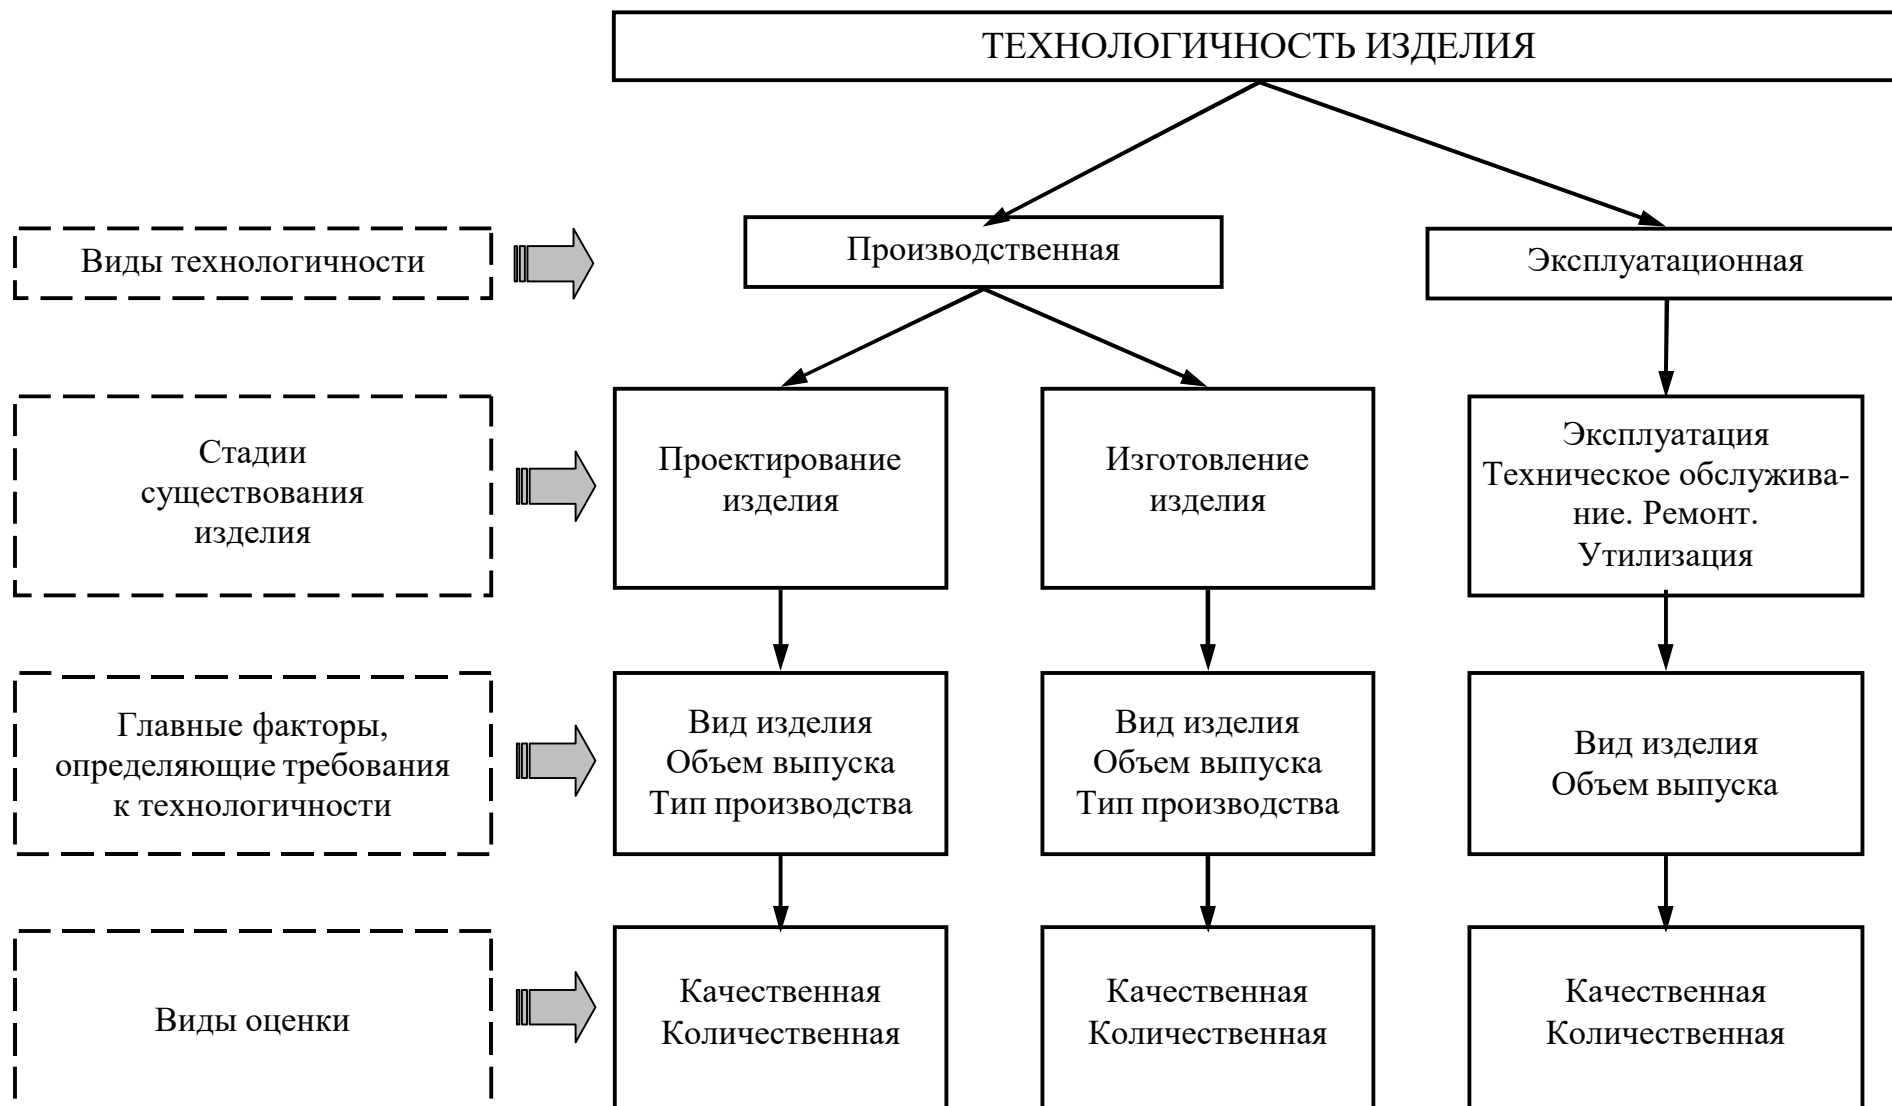 ТЕХНОЛОГИЧНОСТЬ ИЗДЕЛИЯ
Виды технологичности
Производственная
Эксплуатационная
Стадии
существования
изделия
Проектирование
изделия
Изготовление
изделия
Эксплуатация
Техническое обслужива-
ние. Ремонт.
Утилизация
Главные факторы,
определяющие требования
к технологичности
Вид изделия
Объем выпуска
Тип производства
Вид изделия
Объем выпуска
Тип производства
Вид изделия
Объем выпуска
Виды оценки
Качественная
Количественная
Качественная
Количественная
Качественная
Количественная